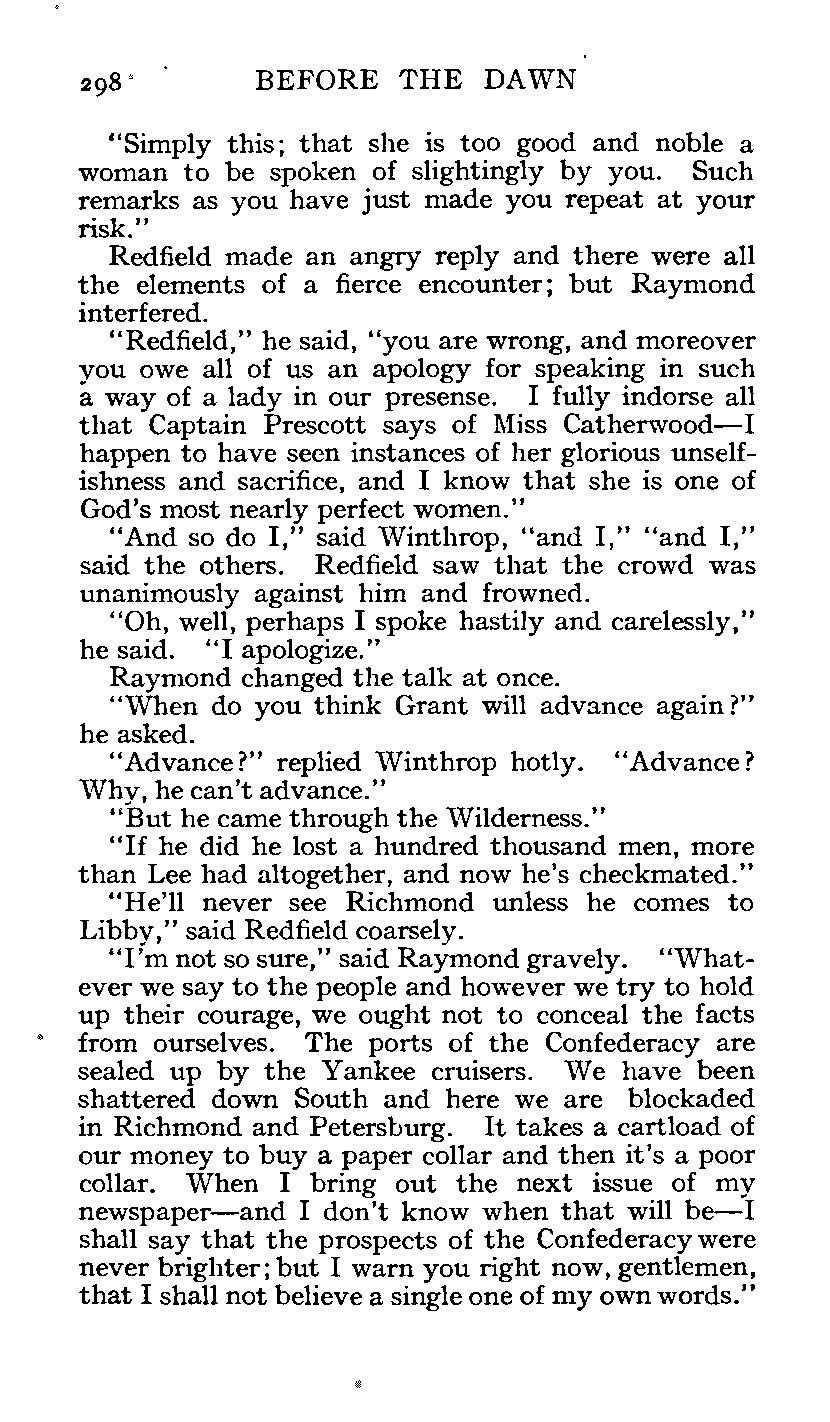 298 BEFORE THE DAWN
"Simply this; that she is too good and noble a
woman to be spoken of slightingly by you. Such
remarks as you have just made you repeat at your
risk."
Redfield made an angry reply and there were all
the elements of a fierce encounter; but Raymond
interfered.
"Redfield," he said, "you are wrong, and moreover
you owe all of us an apology for speaking in such
a way of a lady in our presense. I fully indorse all
that Captain Prescott says of Miss Catherwood—I
happen to have seen instances of her glorious unself-
ishness and sacrifice, and I know that she is one of
God's most nearly perfect women."
"And so do I," said Winthrop, "and I," "and I,"
said the others. Redfield saw that the crowd was
unanimously against him and frowned.
"Oh, well, perhaps I spoke hastily and carelessly,"
he said. "I apologize."
Raymond changed the talk at once.
"When do you think Grant will advance again?"
he asked.
"Advance?" replied Winthrop hotly. "Advance?
Why, he can't advance."
"But he came through the Wilderness."
"If he did he lost a hundred thousand men, more
than Lee had altogether, and now he's checkmated."
"He'll never see Richmond unless he comes to
Libby," said Redfield coarsely.
"I'm not so sure," said Raymond gravely. "What-
ever we say to the people and however we try to hold
up their courage, we ought not to conceal the facts
from ourselves. The ports of the Confederacy are
sealed up by the Yankee cruisers. We have been
shattered down South and here we are blockaded
in Richmond and Petersburg. It takes a cartload of
our money to buy a paper collar and then it's a poor
collar. When I bring out the next issue of my
newspaper—and I don't know when that will be—I
shall say that the prospects of the Confederacy were
never brighter; but I warn you right now, gentlemen,
that I shall not believe a single one of my own words."